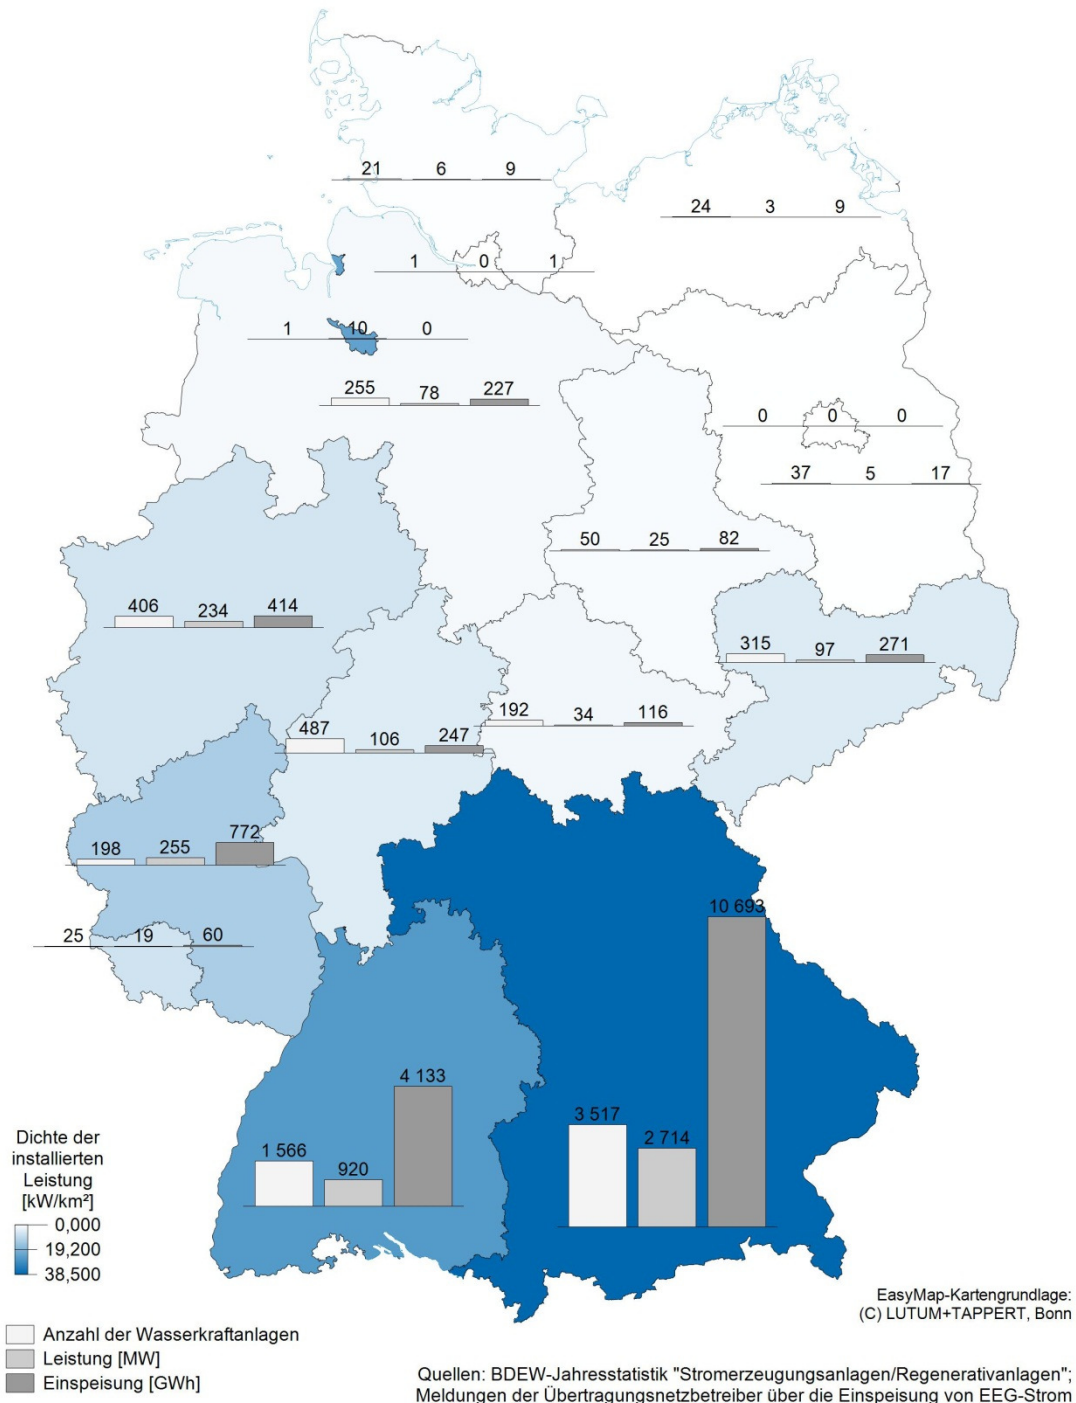 21 6 9
24 3 9
1 0 1
1 10 0
255 78 227
0 0 0
37 5 17
50 25 82
406 234 414
315 97 271
192 34 116
487 106 247
198 255 772
25 19 60
10 693
4 133
3 517
2 714
1 566
920
Dichte der
installierten
Leistung
[kW/km²]
0,000
19,200
38,500
EasyMap-Kartengrundlage:
(C) LUTUM+TAPPERT, Bonn
Anzahl der Wasserkraftanlagen
Leistung [MW]
Einspeisung [GWh]
Quellen: BDEW-Jahresstatistik "Stromerzeugungsanlagen/Regenerativanlagen";
Meldungen der Übertragungsnetzbetreiber über die Einspeisung von EEG-Strom